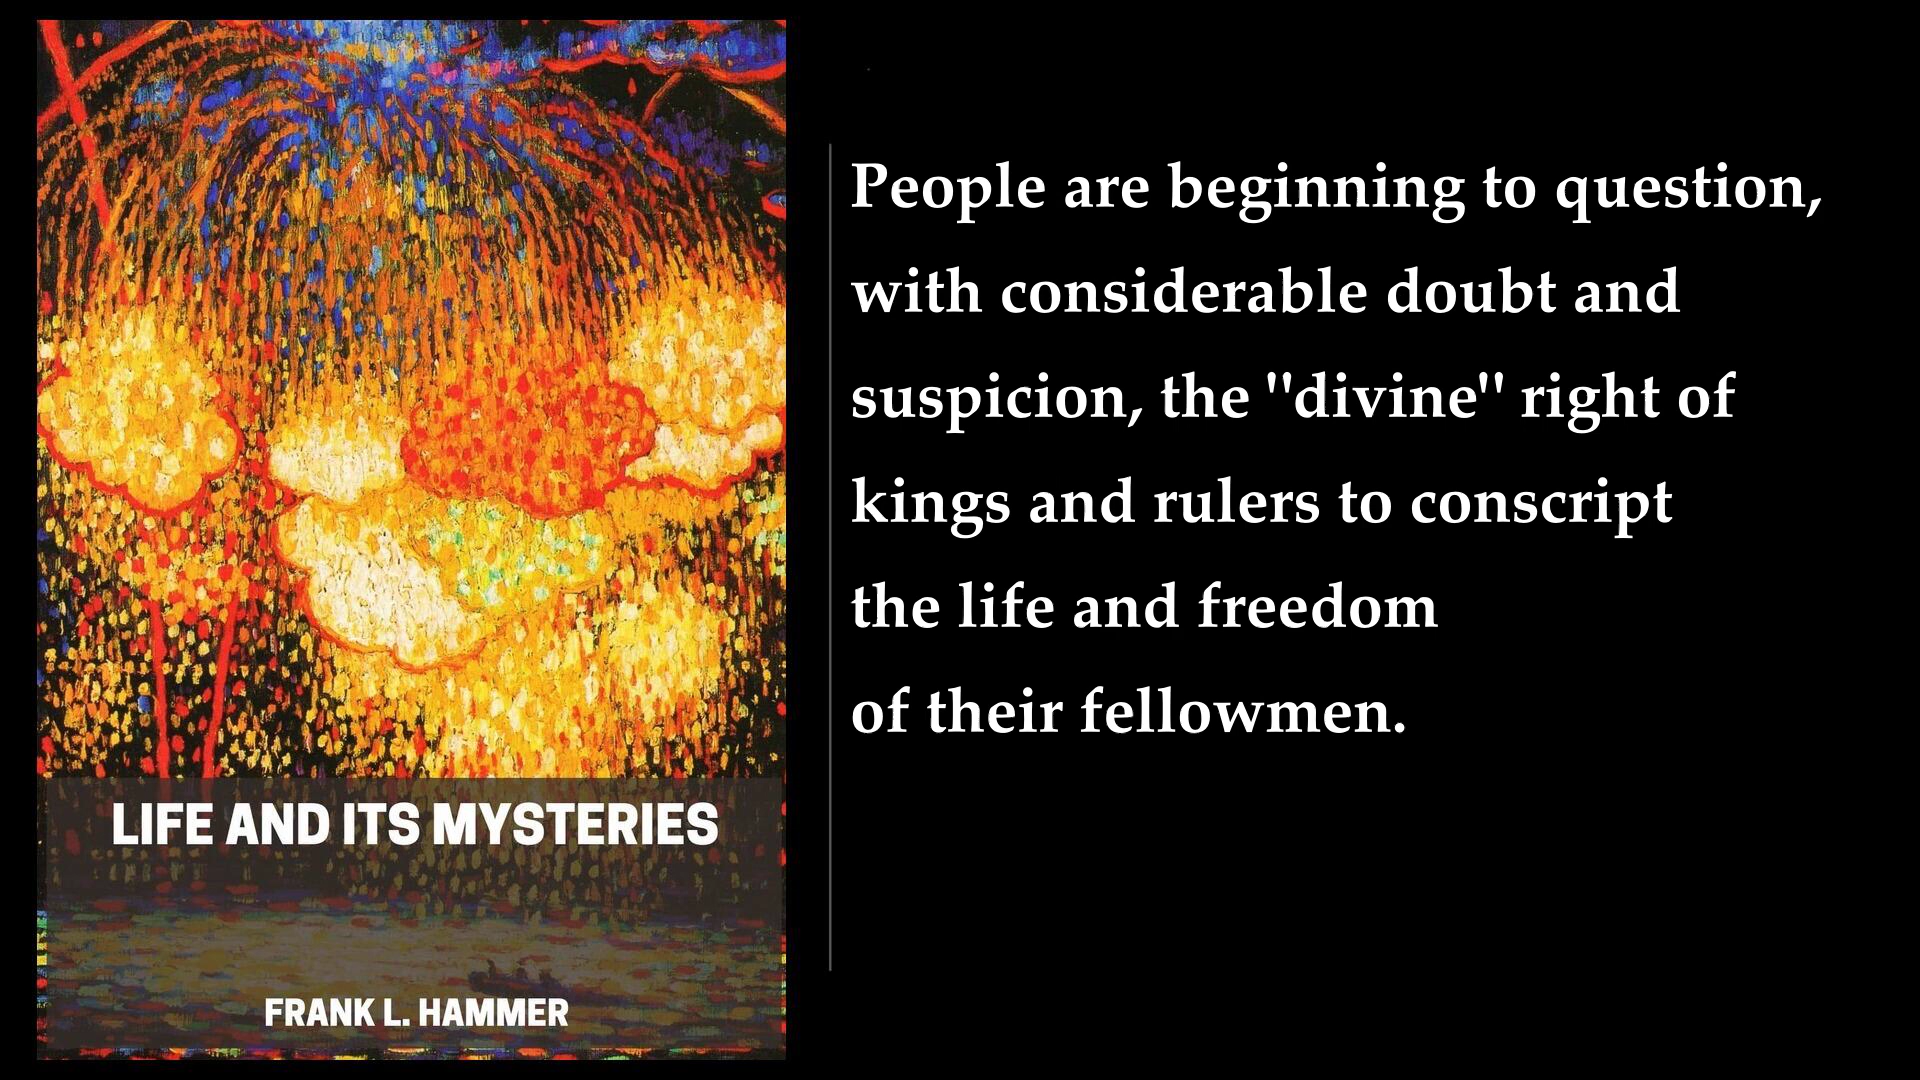 LIFE AND ITS MYSTERIES
FRANK L. HAMMER
People are beginning to question,
with considerable doubt and
suspicion, the "divine" right of
kings and rulers to conscript
the life and freedom
of their fellowmen.